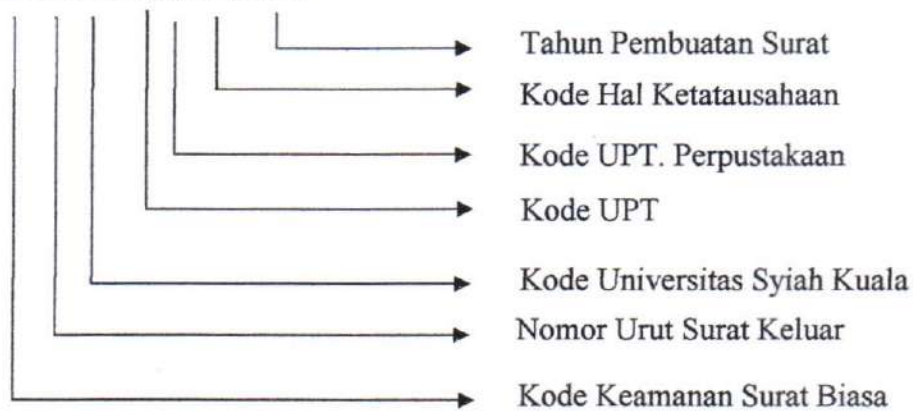 Tahun Pembuatan Surat
Kode Hal Ketatausahaan
Kode UPT. Perpustakaan
Kode UPT
Kode Universitas Syiah Kuala
Nomor Urut Surat Keluar
Kode Keamanan Surat Biasa